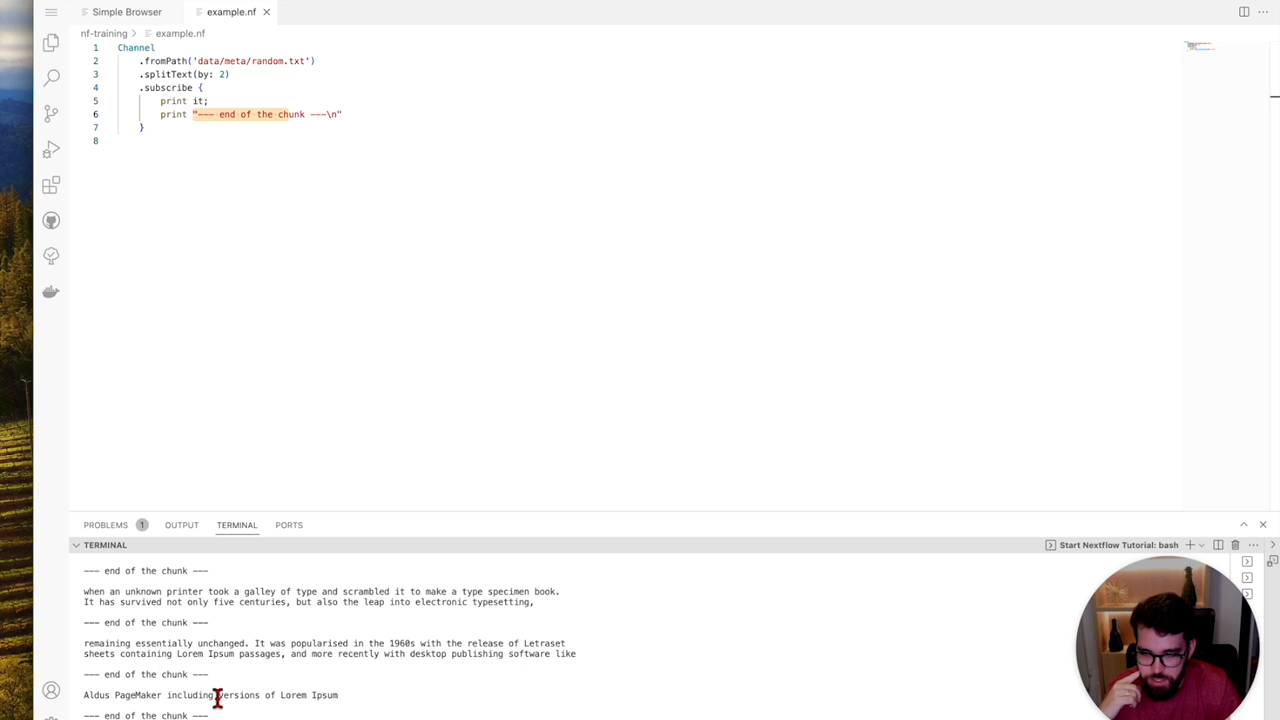 Simple Browser
example.nf
nf-training
example.nf
1 Channel
2 .fromPath('data/meta/random.txt')
3 .splitText(by: 2)
4 .subscribe {
5 print it;
6 print "--- end of the chunk ---\n"
7 }
8
PROBLEMS 1 OUTPUT TERMINAL PORTS
TERMINAL
Start Nextflow Tutorial: bash
--- end of the chunk ---
when an unknown printer took a galley of type and scrambled it to make a type specimen book.
It has survived not only five centuries, but also the leap into electronic typesetting,
--- end of the chunk ---
remaining essentially unchanged. It was popularised in the 1960s with the release of Letraset
sheets containing Lorem Ipsum passages, and more recently with desktop publishing software like
--- end of the chunk ---
Aldus PageMaker including versions of Lorem Ipsum
--- end of the chunk ---